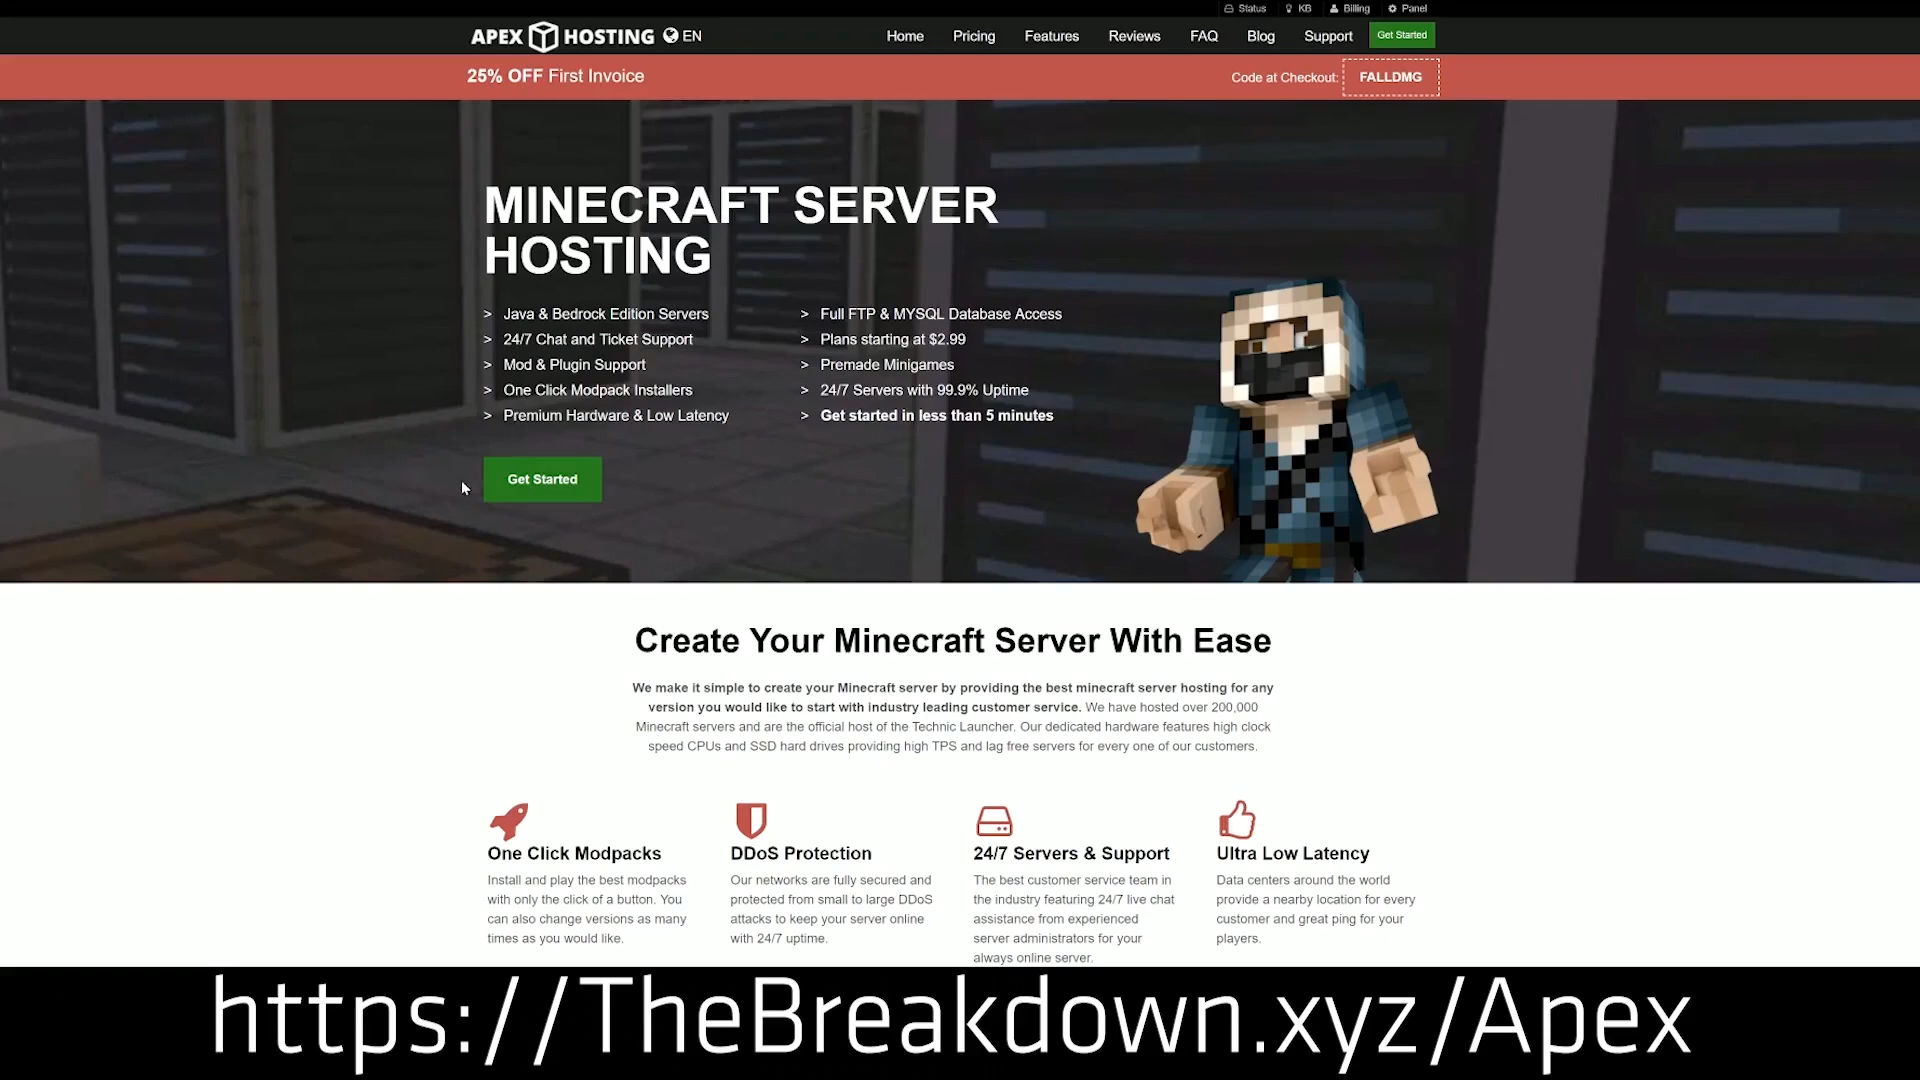 Status KB Billing Panel
APEX HOSTING EN Home Pricing Features Reviews FAQ Blog Support Get Started
25% OFF First Invoice Code at Checkout: FALLDMG
MINECRAFT SERVER
HOSTING
> Java & Bedrock Edition Servers
> 24/7 Chat and Ticket Support
> Mod & Plugin Support
> One Click Modpack Installers
> Premium Hardware & Low Latency
> Full FTP & MYSQL Database Access
> Plans starting at $2.99
> Premade Minigames
> 24/7 Servers with 99.9% Uptime
> Get started in less than 5 minutes
Get Started
Create Your Minecraft Server With Ease
We make it simple to create your Minecraft server by providing the best minecraft server hosting for any
version you would like to start with industry leading customer service. We have hosted over 200,000
Minecraft servers and are the official host of the Technic Launcher. Our dedicated hardware features high clock
speed CPUs and SSD hard drives providing high TPS and lag free servers for every one of our customers.
One Click Modpacks
Install and play the best modpacks
with only the click of a button. You
can also change versions as many
times as you would like.
DDoS Protection
Our networks are fully secured and
protected from small to large DDoS
attacks to keep your server online
with 24/7 uptime.
24/7 Servers & Support
The best customer service team in
the industry featuring 24/7 live chat
assistance from experienced
server administrators for your
always online server.
Ultra Low Latency
Data centers around the world
provide a nearby location for every
customer and great ping for your
players.
https://TheBreakdown.xyz/Apex